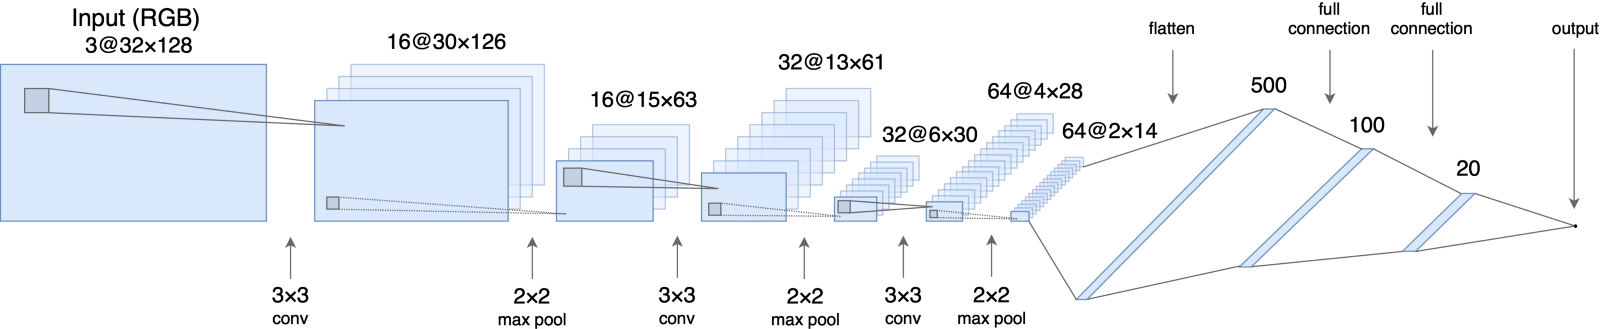 Input (RGB)
3@32×128
16@30×126
16@15×63
32@13×61
32@6×30
64@4×28
64@2×14
flatten
500
full
connection
100
full
connection
20
output
3×3
conv
2×2
max pool
3×3
conv
2×2
max pool
3×3
conv
2×2
max pool